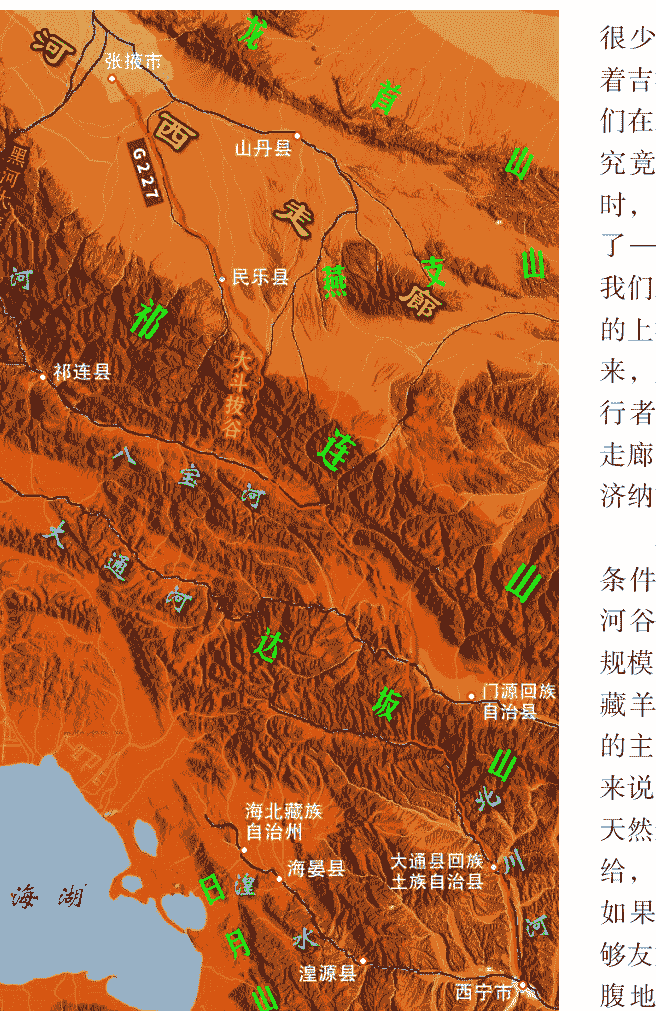 河西走廊
张掖市
龙首山
山丹县
G227
黑河大
民乐县
燕支山
河
祁连山
祁连县
大斗拔谷
八宝河
大通河
达坂山
门源回族
自治县
北川河
海北藏族
自治州
海晏县
大通县回族
土族自治县
日月山
湟水
海湖
湟源县
西宁市
很少
着吉
们在
究竟
时，
了一
我们
的上
来，
行者
走廊
济纳
条件
河谷
规模
藏羊
的主
来说
天然
给，
如果
够友
腹地